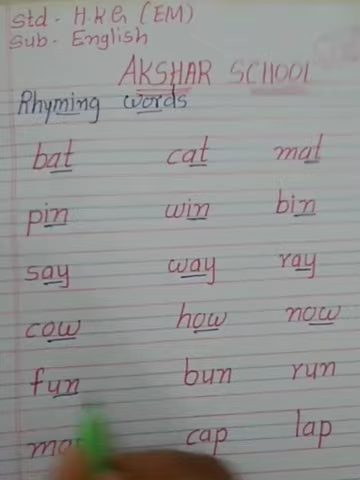 Std - H.K.G (EM)
Sub - English
AKSHAR SCHOOL
Rhyming words
bat cat mat
pin win bin
say way ray
cow how now
fun bun run
cap lap